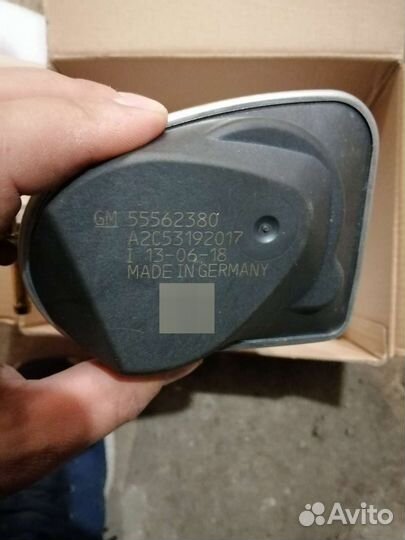 GM 55562380
A2C53192017
I 13-06-18
MADE IN GERMANY
Avito